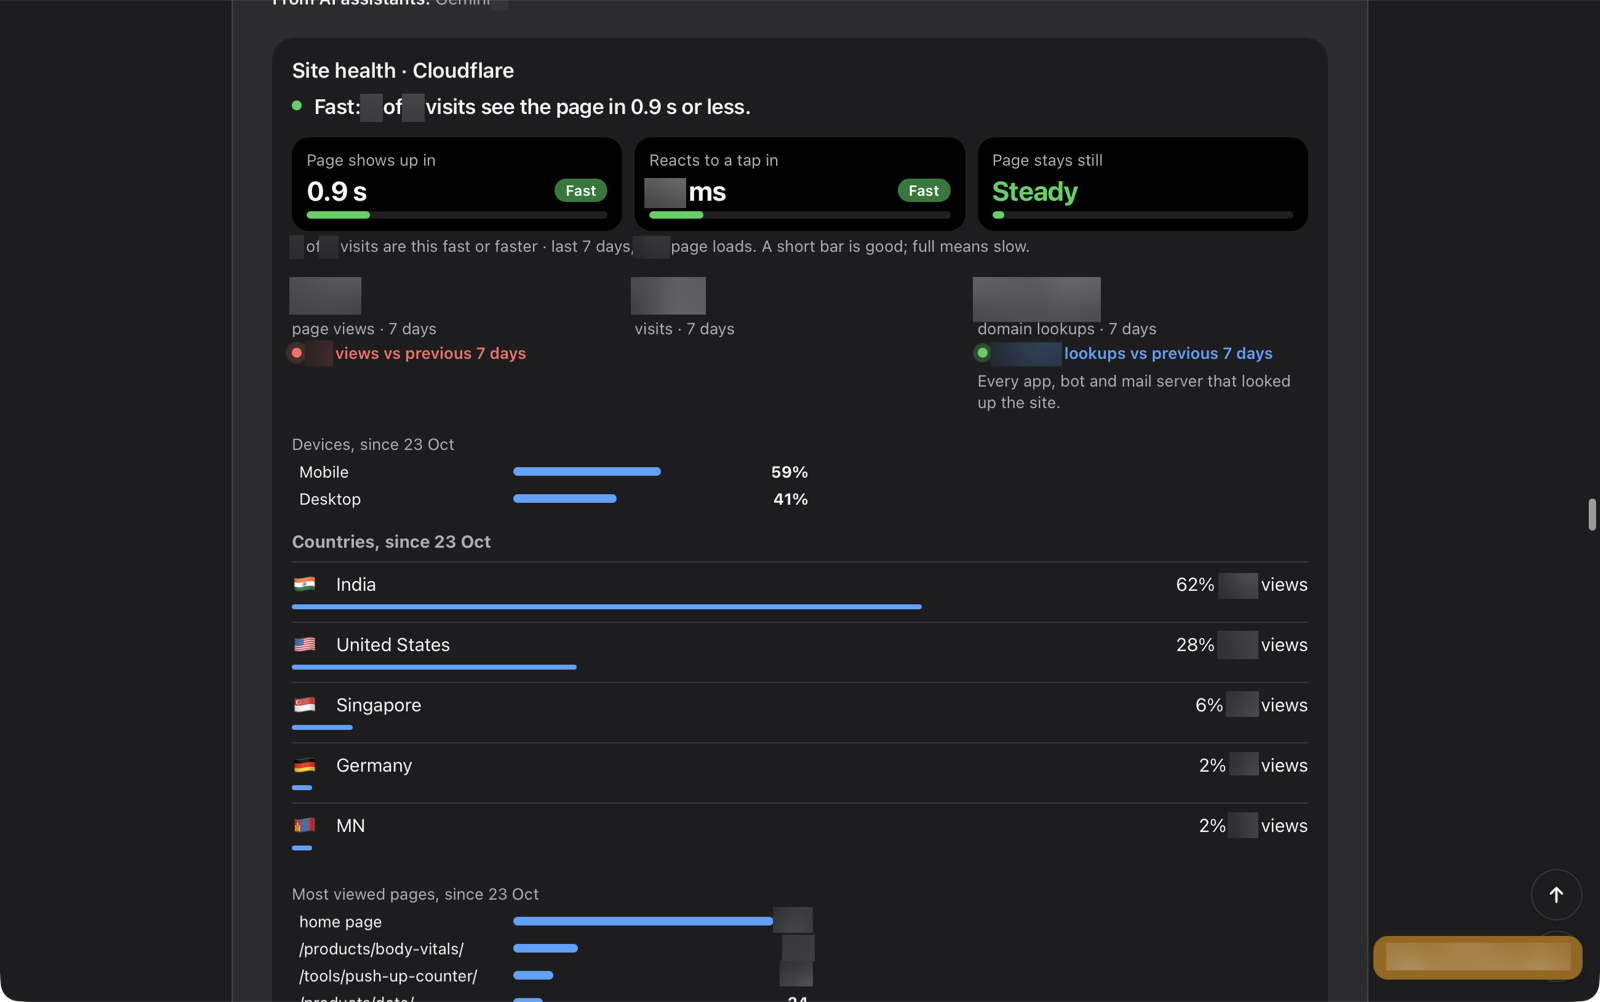 From AI assistants: Gemini
Site health · Cloudflare
Fast: of visits see the page in 0.9 s or less.
Page shows up in
0.9 s Fast
Reacts to a tap in
ms Fast
Page stays still
Steady
of visits are this fast or faster · last 7 days, page loads. A short bar is good; full means slow.
page views · 7 days
views vs previous 7 days
visits · 7 days
domain lookups · 7 days
lookups vs previous 7 days
Every app, bot and mail server that looked
up the site.
Devices, since 23 Oct
Mobile 59%
Desktop 41%
Countries, since 23 Oct
India 62% views
United States 28% views
Singapore 6% views
Germany 2% views
MN 2% views
Most viewed pages, since 23 Oct
home page
/products/body-vitals/
/tools/push-up-counter/